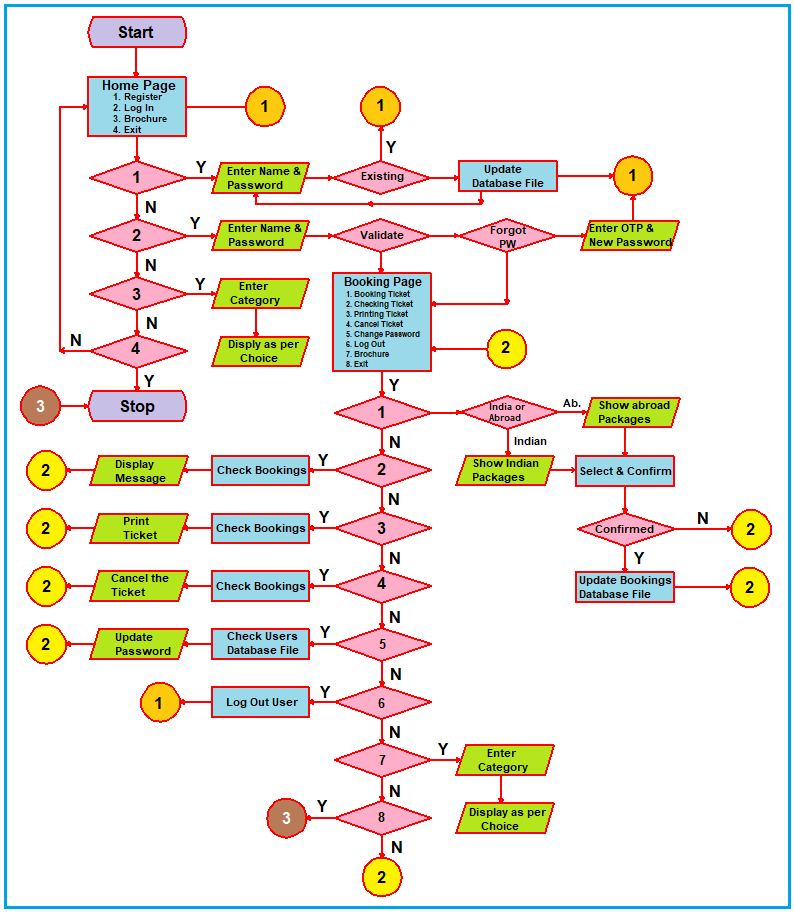 Start
Home Page
1. Register
2. Log In
3. Brochure
4. Exit
1
1
1
Y
Enter Name &
Password
Y
Existing
Update
Database File
1
N
2
Y
Enter Name &
Password
Validate
Forgot
PW
Enter OTP &
New Password
N
3
Y
Enter
Category
Booking Page
1. Booking Ticket
2. Checking Ticket
3. Printing Ticket
4. Cancel Ticket
5. Change Password
6. Log Out
7. Brochure
8. Exit
2
N
N
4
Disply as per
Choice
Y
3
Stop
Y
1
India or
Abroad
Ab.
Show abroad
Packages
N
Indian
2
Display
Message
Check Bookings
Y
2
Show Indian
Packages
Select & Confirm
N
2
Print
Ticket
Check Bookings
Y
3
Confirmed
N
2
N
Y
2
Cancel the
Ticket
Check Bookings
Y
4
Update Bookings
Database File
2
N
2
Update
Password
Check Users
Database File
Y
5
N
1
Log Out User
Y
6
N
7
Y
Enter
Category
N
3
Y
8
Display as per
Choice
N
2